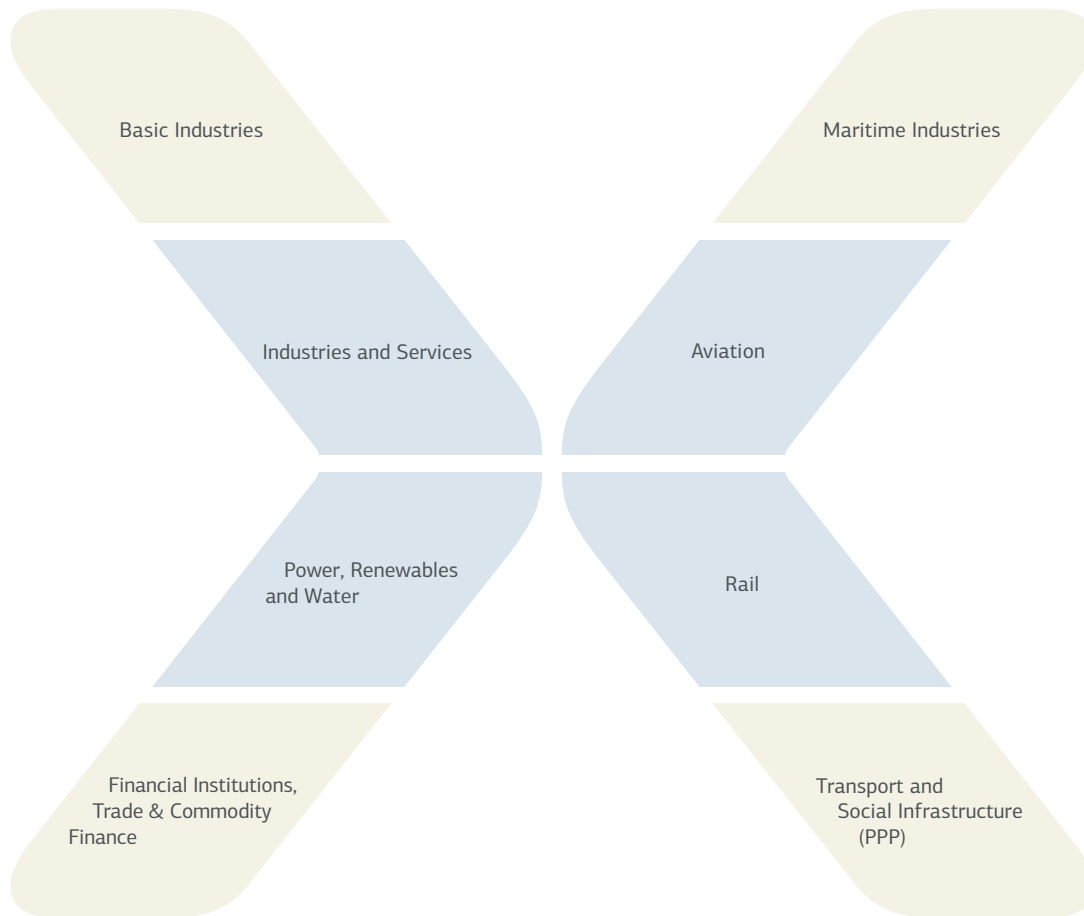 Basic Industries
Maritime Industries
Industries and Services
Aviation
Power, Renewables
and Water
Rail
Financial Institutions,
Trade & Commodity
Finance
Transport and
Social Infrastructure
(PPP)